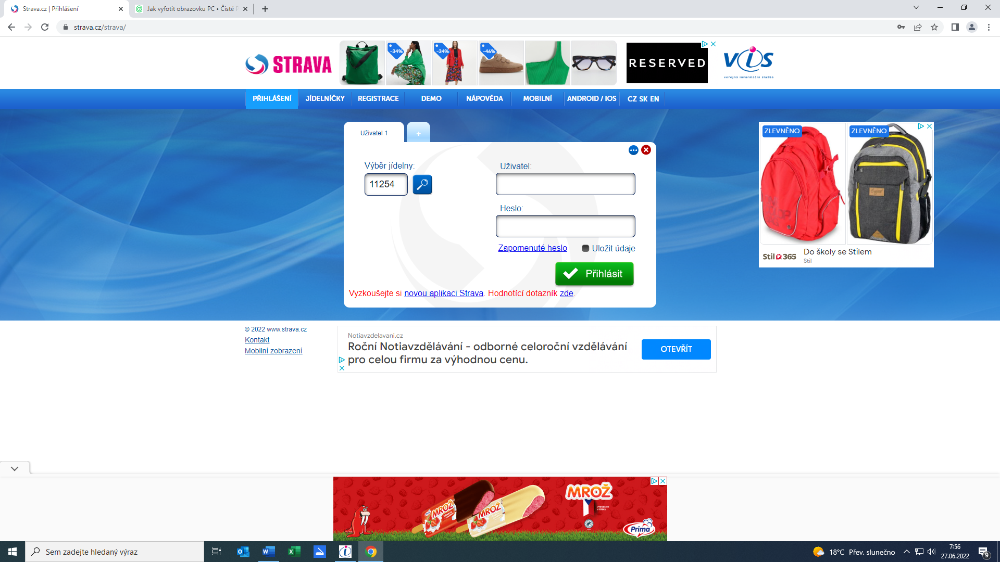 Strava.cz | Přihlášení
Jak vyfotit obrazovku PC • Čisté P
strava.cz/strava/
STRAVA
-34%
-34%
-46%
RESERVED
vis
veřejná informační služba
PŘIHLÁŠENÍ
JÍDELNÍČKY
REGISTRACE
DEMO
NÁPOVĚDA
MOBILNÍ
ANDROID / IOS
CZ SK EN
Uživatel 1
+
Výběr jídelny:
11254
Uživatel:
Heslo:
Zapomenuté heslo
Uložit údaje
Přihlásit
Vyzkoušejte si novou aplikaci Strava. Hodnotící dotazník zde.
ZLEVNĚNO
ZLEVNĚNO
Stil 365
Do školy se Stilem
Stil
© 2022 www.strava.cz
Kontakt
Mobilní zobrazení
Notiavzdelavani.cz
Roční Notiavzdělávání - odborné celoroční vzdělávání
pro celou firmu za výhodnou cenu.
OTEVŘÍT
MROŽ
MROŽ
MROŽ
VYROBENO
V ČESKU
Prima
Sem zadejte hledaný výraz
18°C Přev. slunečno
7:56
27.06.2022
9